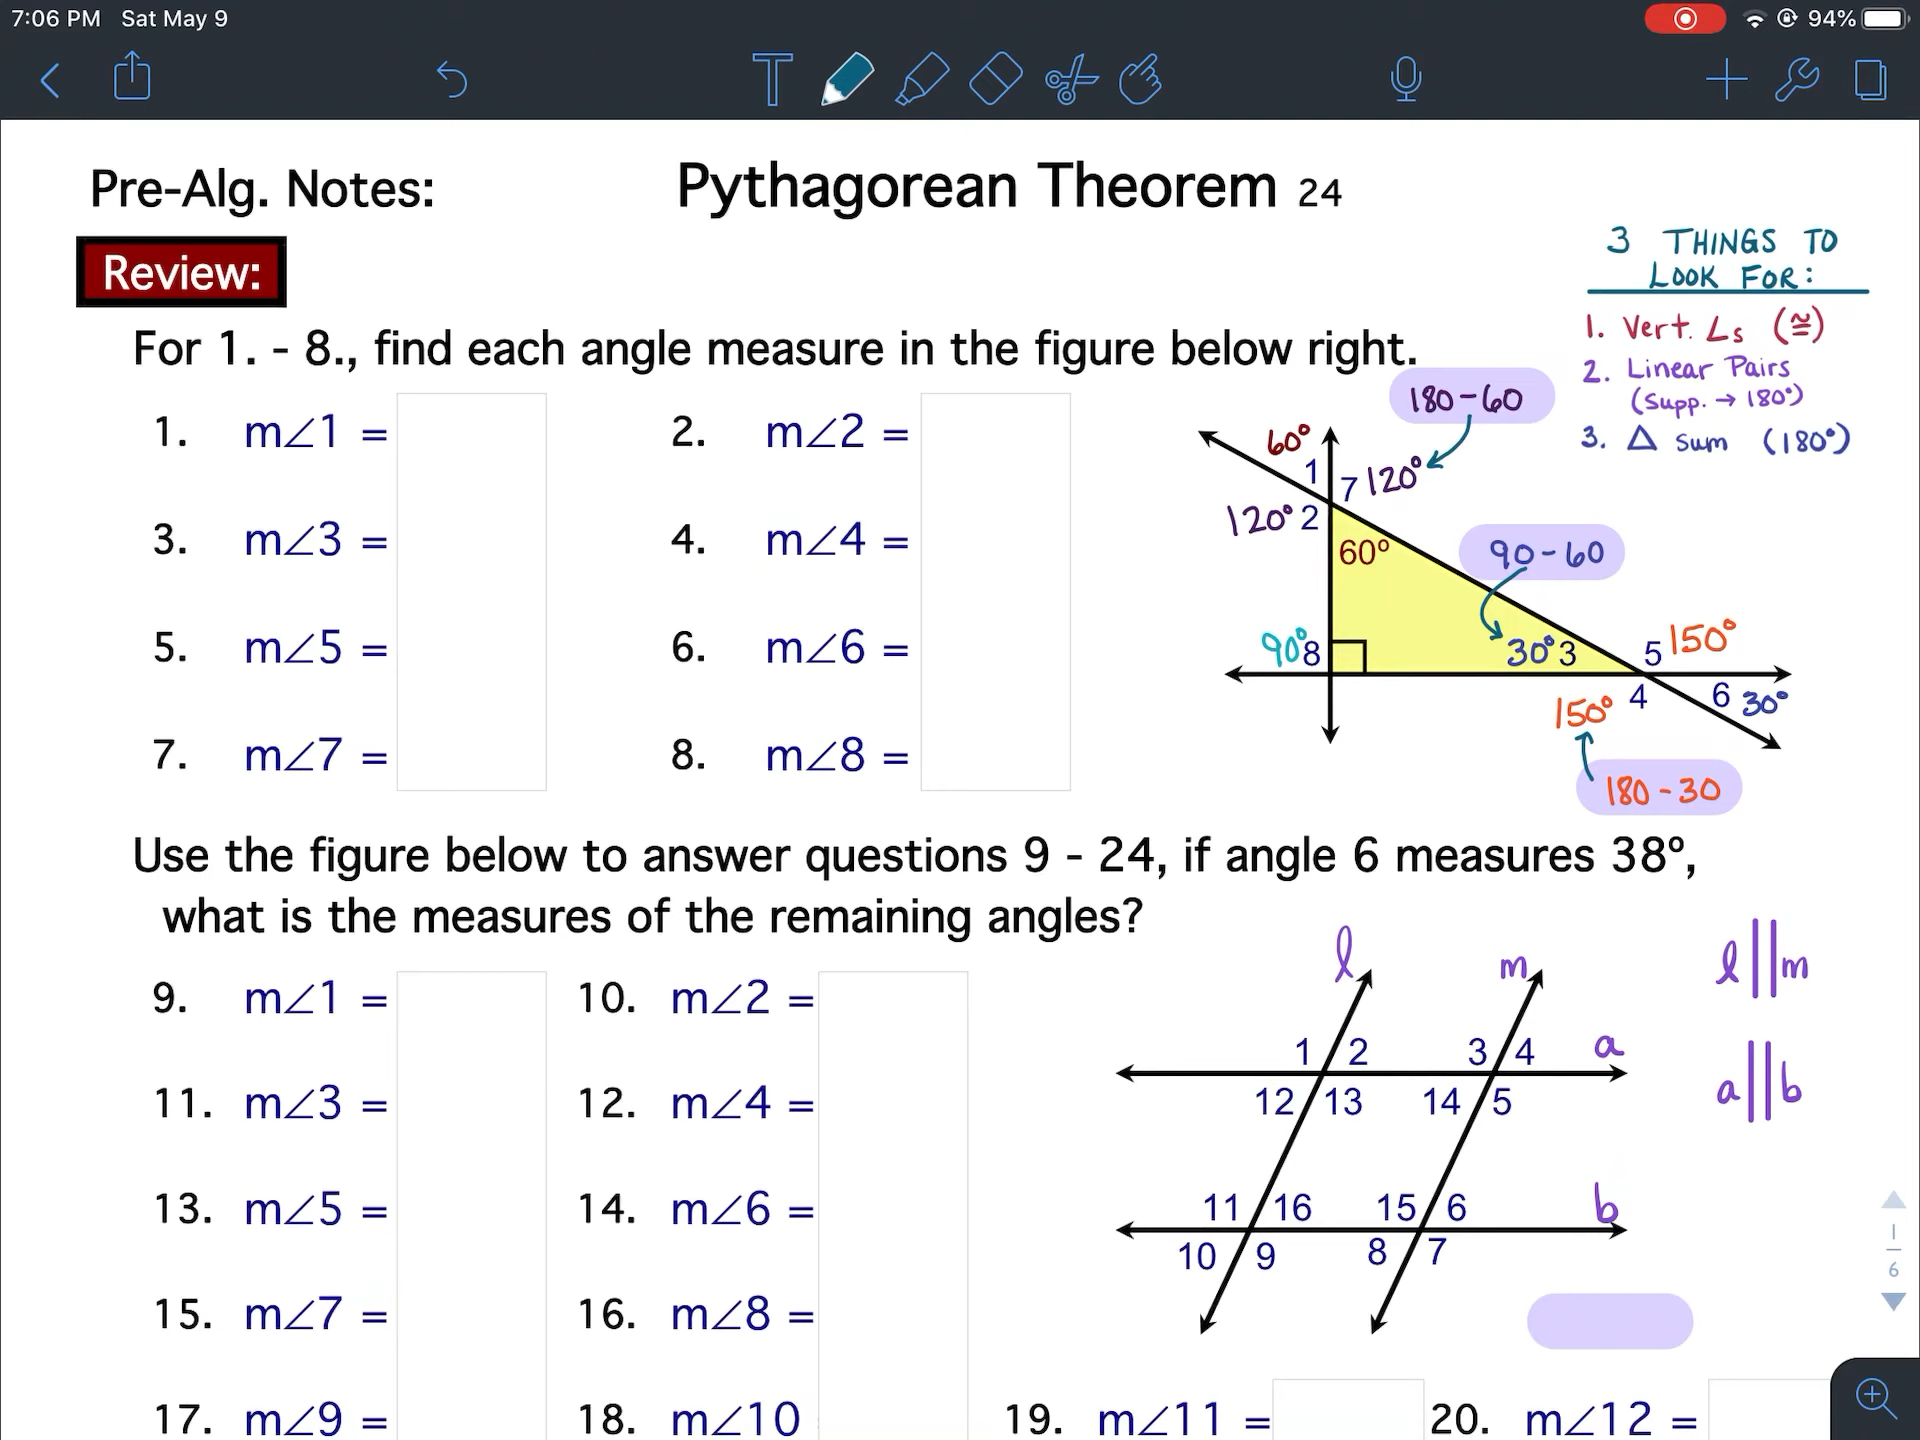 7:06 PM Sat May 9
94%
Pre-Alg. Notes:
Pythagorean Theorem 24
Review:
3 THINGS TO
LOOK FOR:
1. Vert. ∠s (≅)
2. Linear Pairs
(Supp. → 180°)
3. △ sum (180°)
For 1. - 8., find each angle measure in the figure below right.
1. m∠1 =
2. m∠2 =
3. m∠3 =
4. m∠4 =
5. m∠5 =
6. m∠6 =
7. m∠7 =
8. m∠8 =
180-60
60°
1
7 120°
120° 2
60°
90-60
90° 8
30° 3
5 150°
150° 4
6 30°
180-30
Use the figure below to answer questions 9 - 24, if angle 6 measures 38º,
what is the measures of the remaining angles?
9. m∠1 =
10. m∠2 =
11. m∠3 =
12. m∠4 =
13. m∠5 =
14. m∠6 =
15. m∠7 =
16. m∠8 =
17. m∠9 =
18. m∠10
19. m∠11 =
20. m∠12 =
l m
l||m
1 2 3 4 a
12 13 14 5
a||b
11 16 15 6 b
10 9 8 7
1
6